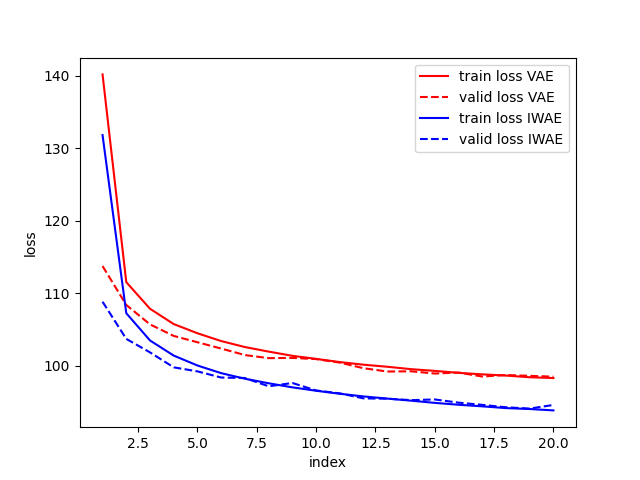 140
130
120
110
100
loss
2.5
5.0
7.5
10.0
12.5
15.0
17.5
20.0
index
train loss VAE
valid loss VAE
train loss IWAE
valid loss IWAE